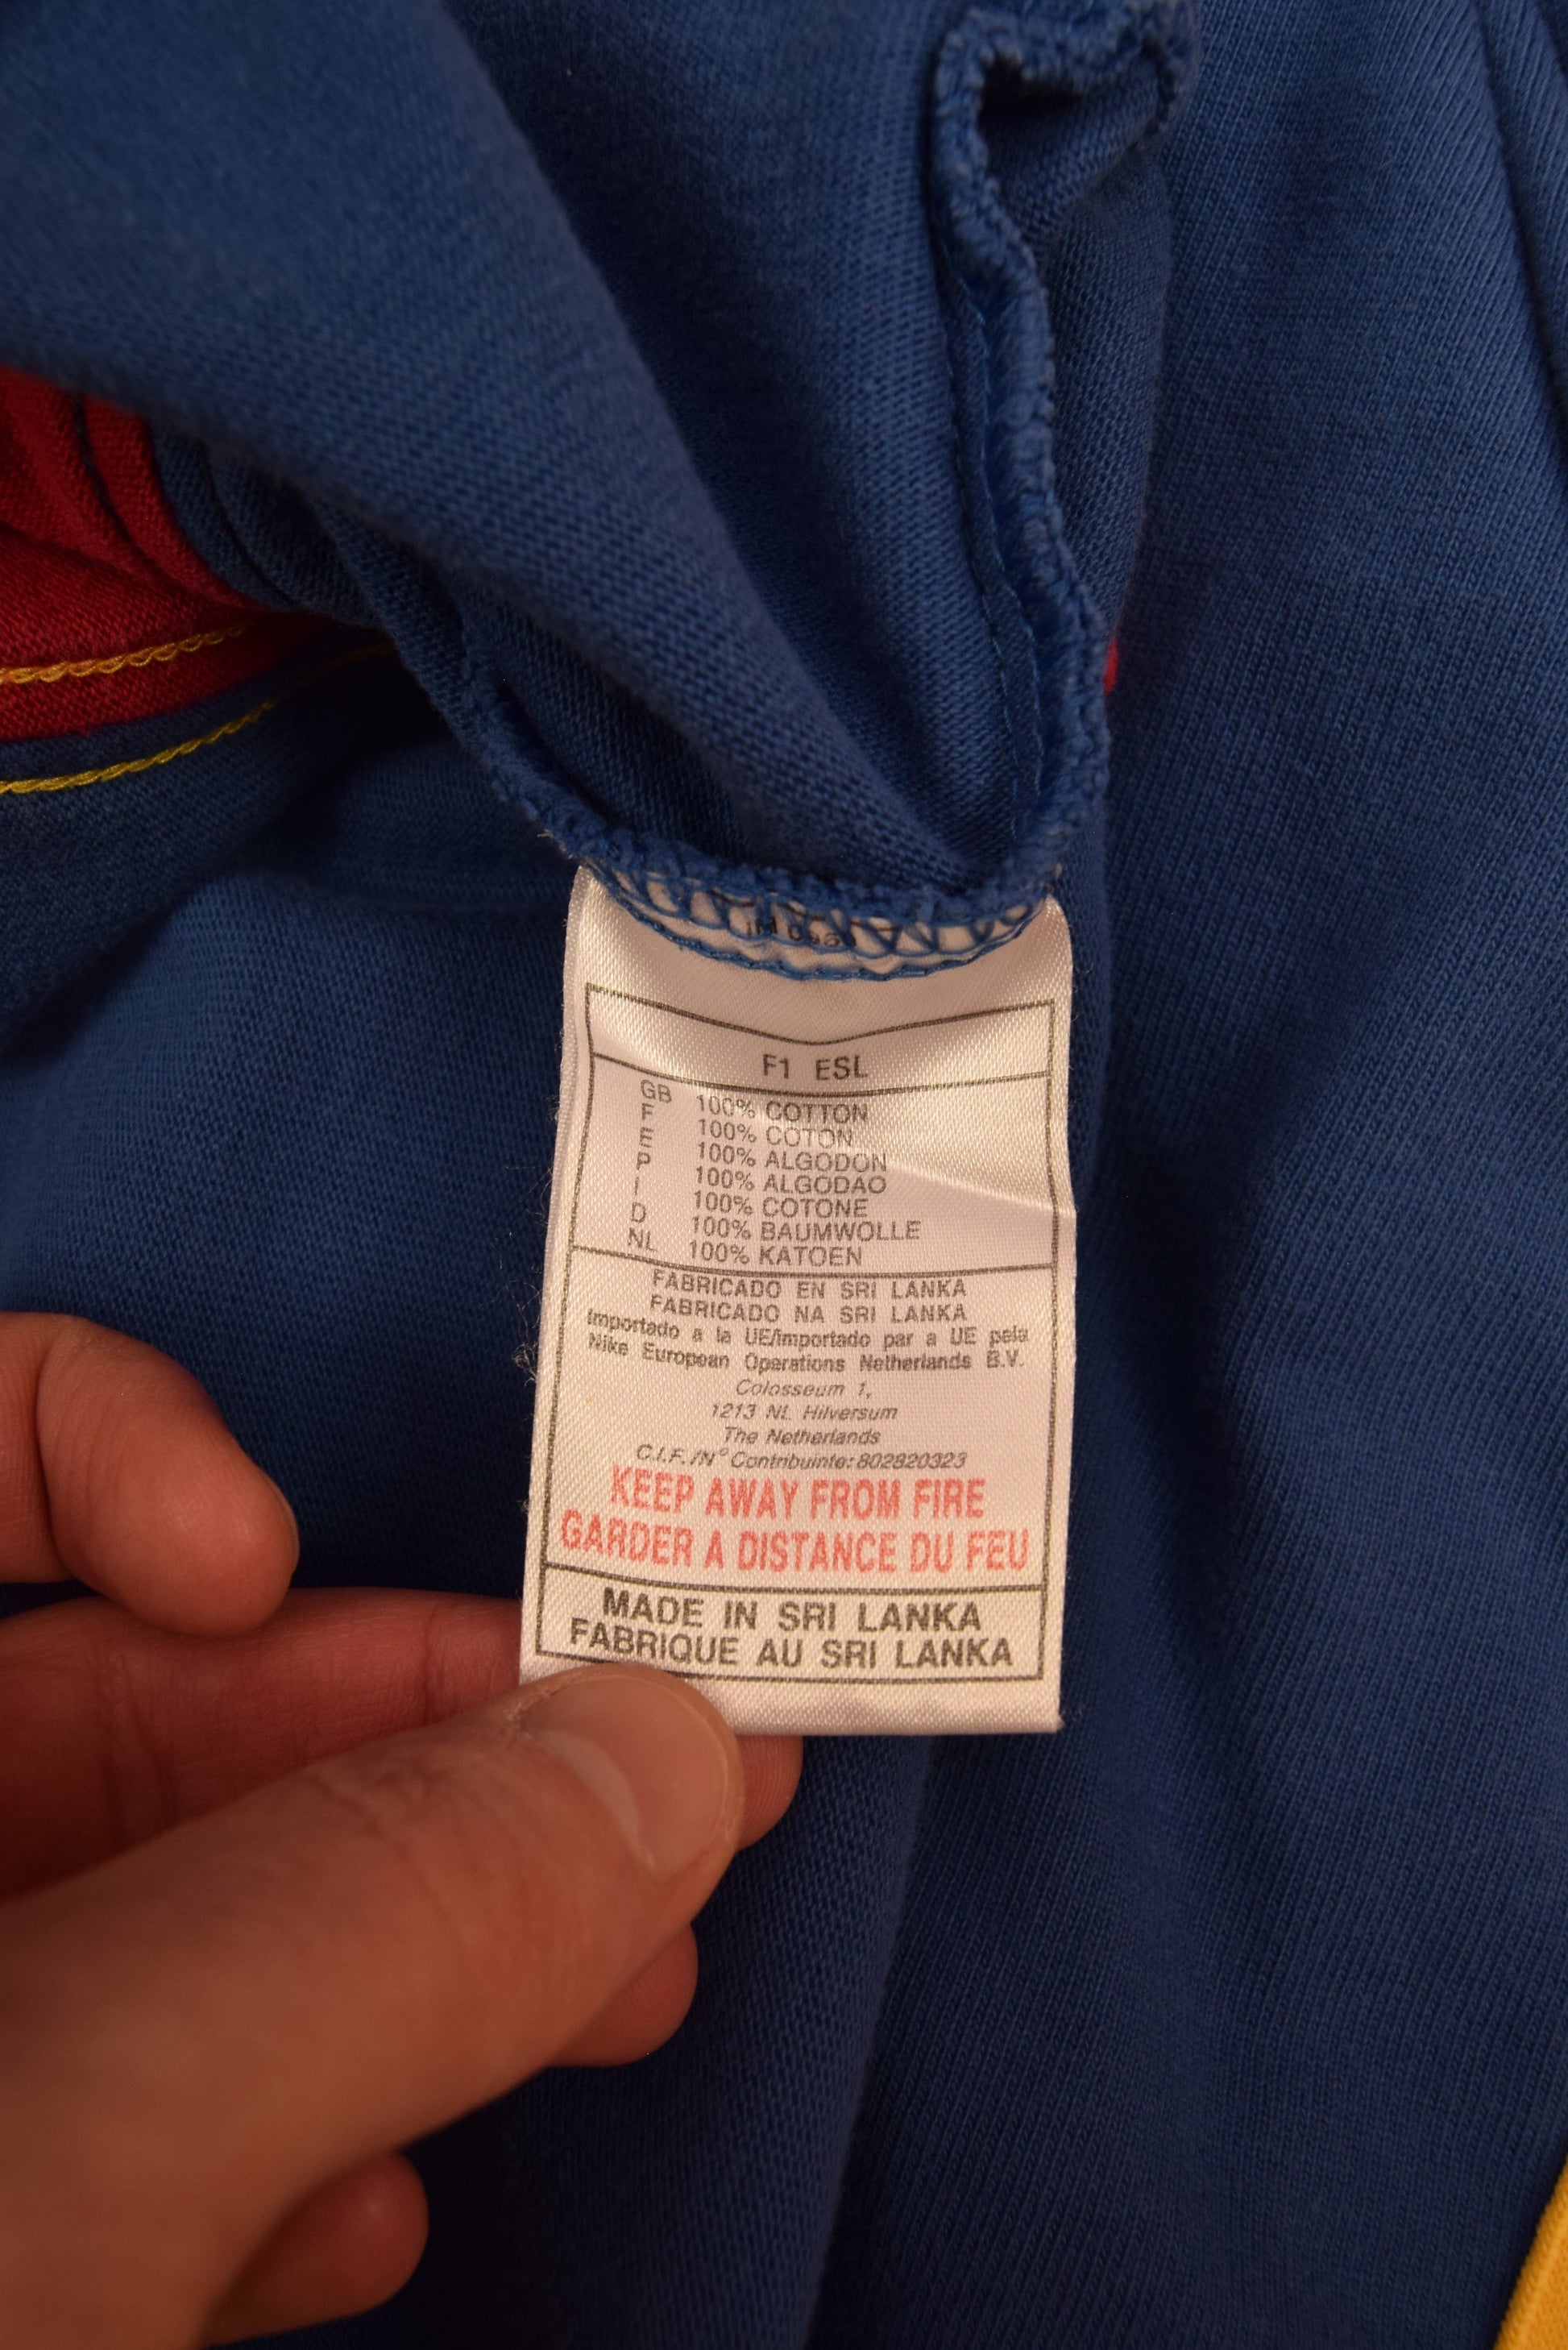 F1 ESL
GB 100% COTTON
F 100% COTON
E 100% ALGODON
P 100% ALGODAO
I 100% COTONE
D 100% BAUMWOLLE
NL 100% KATOEN
FABRICADO EN SRI LANKA
FABRICADO NA SRI LANKA
Importado a la UE/Importado par a UE pela
Nike European Operations Netherlands B.V.
Colosseum 1,
1213 NL Hilversum
The Netherlands
C.I.F./Nº Contribuinte: 802820323
KEEP AWAY FROM FIRE
GARDER A DISTANCE DU FEU
MADE IN SRI LANKA
FABRIQUE AU SRI LANKA